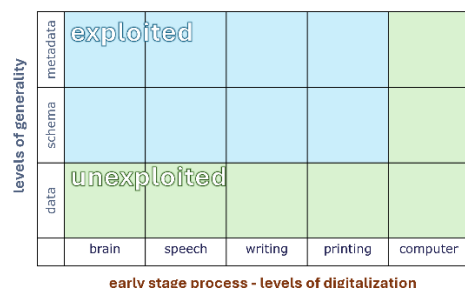 exploited
unexploited
levels of generality
metadata
schema
data
brain speech writing printing computer
early stage process - levels of digitalization